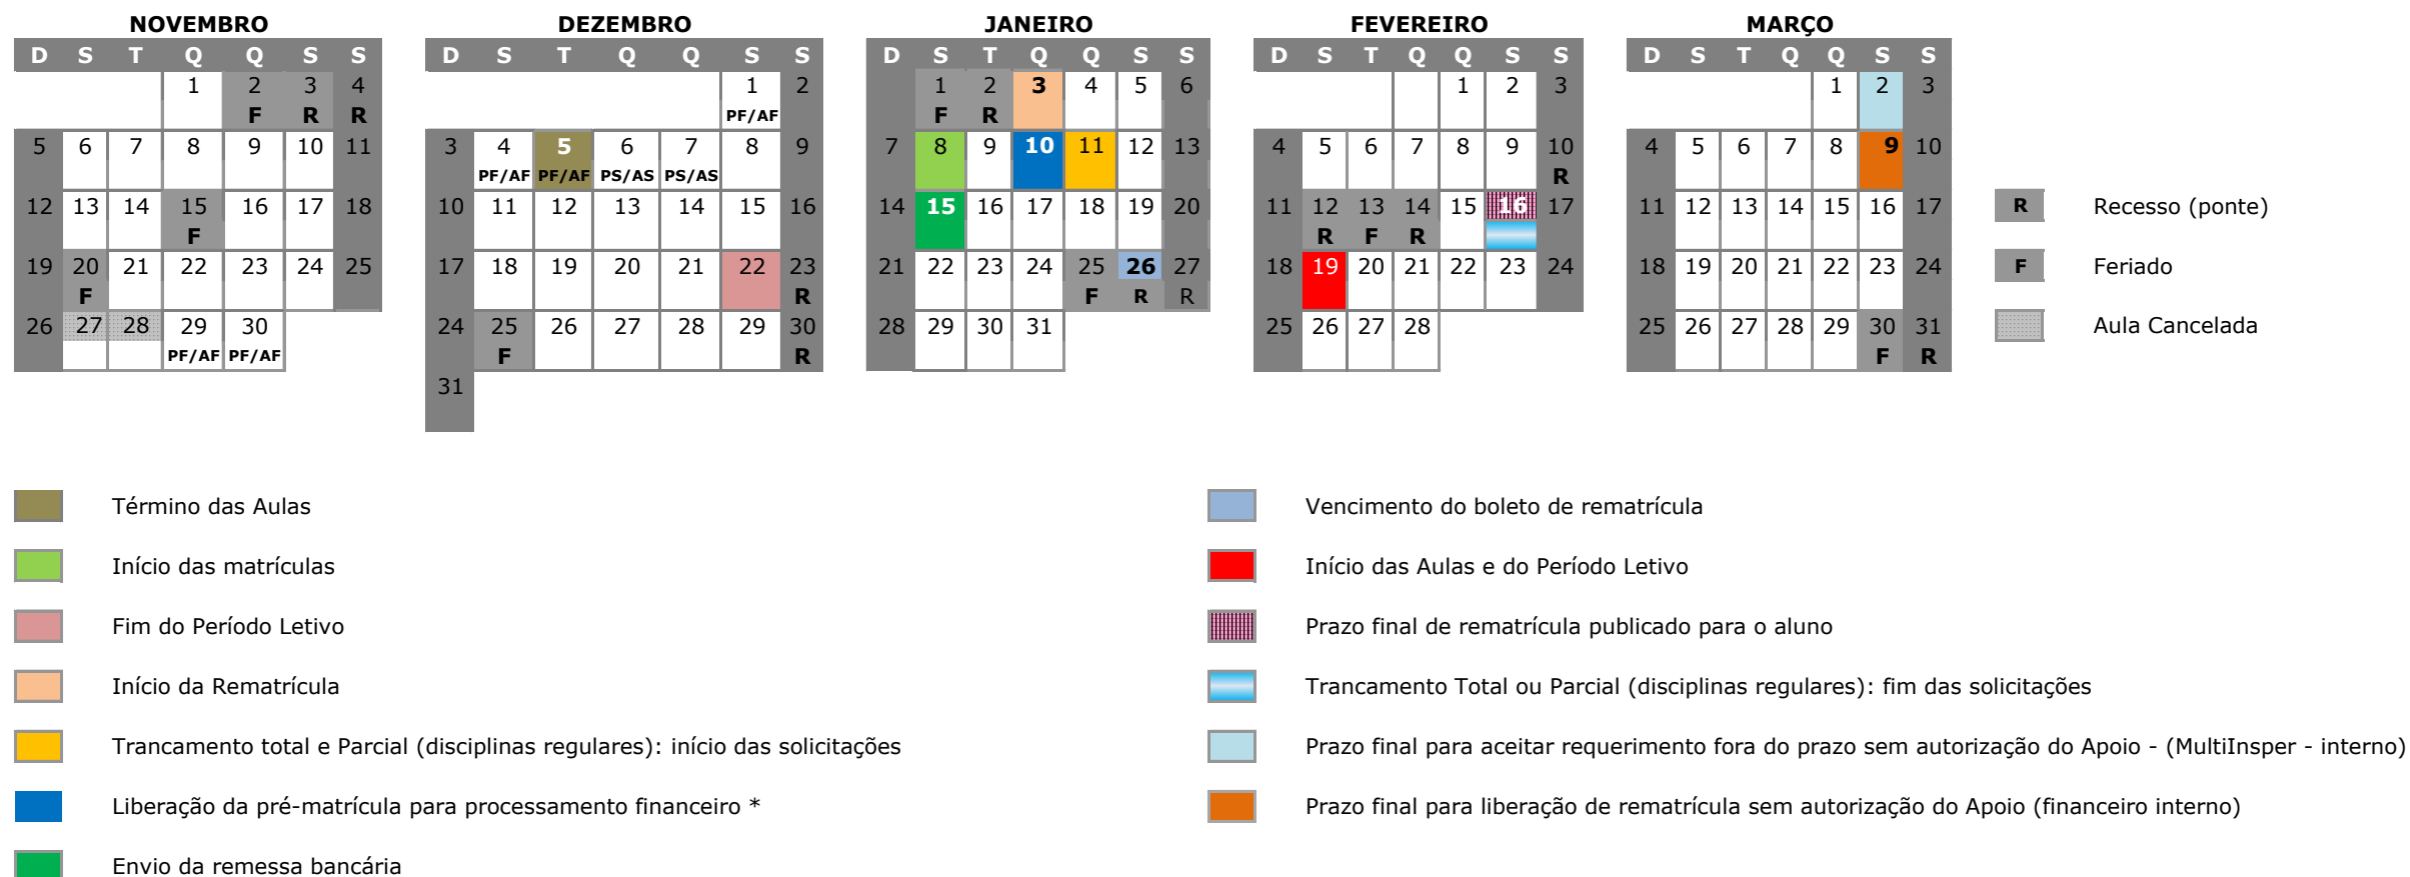 NOVEMBRO DEZEMBRO JANEIRO FEVEREIRO MARÇO
D S T Q Q S S D S T Q Q S S D S T Q Q S S D S T Q Q S S D S T Q Q S S
1 2 3 4 1 2 1 2 3 4 5 6 1 2 3 1 2 3
F R R PF/AF F R
5 6 7 8 9 10 11 3 4 5 6 7 8 9 7 8 9 10 11 12 13 4 5 6 7 8 9 10 4 5 6 7 8 9 10
PF/AF PF/AF PS/AS PS/AS R
12 13 14 15 16 17 18 10 11 12 13 14 15 16 14 15 16 17 18 19 20 11 12 13 14 15 16 17 11 12 13 14 15 16 17 R Recesso (ponte)
F R F R
19 20 21 22 23 24 25 17 18 19 20 21 22 23 21 22 23 24 25 26 27 18 19 20 21 22 23 24 18 19 20 21 22 23 24 F Feriado
F R F R R
26 27 28 29 30 24 25 26 27 28 29 30 28 29 30 31 25 26 27 28 25 26 27 28 29 30 31 Aula Cancelada
PF/AF PF/AF F R F R
31
Término das Aulas Vencimento do boleto de rematrícula
Início das matrículas Início das Aulas e do Período Letivo
Fim do Período Letivo Prazo final de rematrícula publicado para o aluno
Início da Rematrícula Trancamento Total ou Parcial (disciplinas regulares): fim das solicitações
Trancamento total e Parcial (disciplinas regulares): início das solicitações Prazo final para aceitar requerimento fora do prazo sem autorização do Apoio - (MultiInsper - interno)
Liberação da pré-matrícula para processamento financeiro * Prazo final para liberação de rematrícula sem autorização do Apoio (financeiro interno)
Envio da remessa bancária